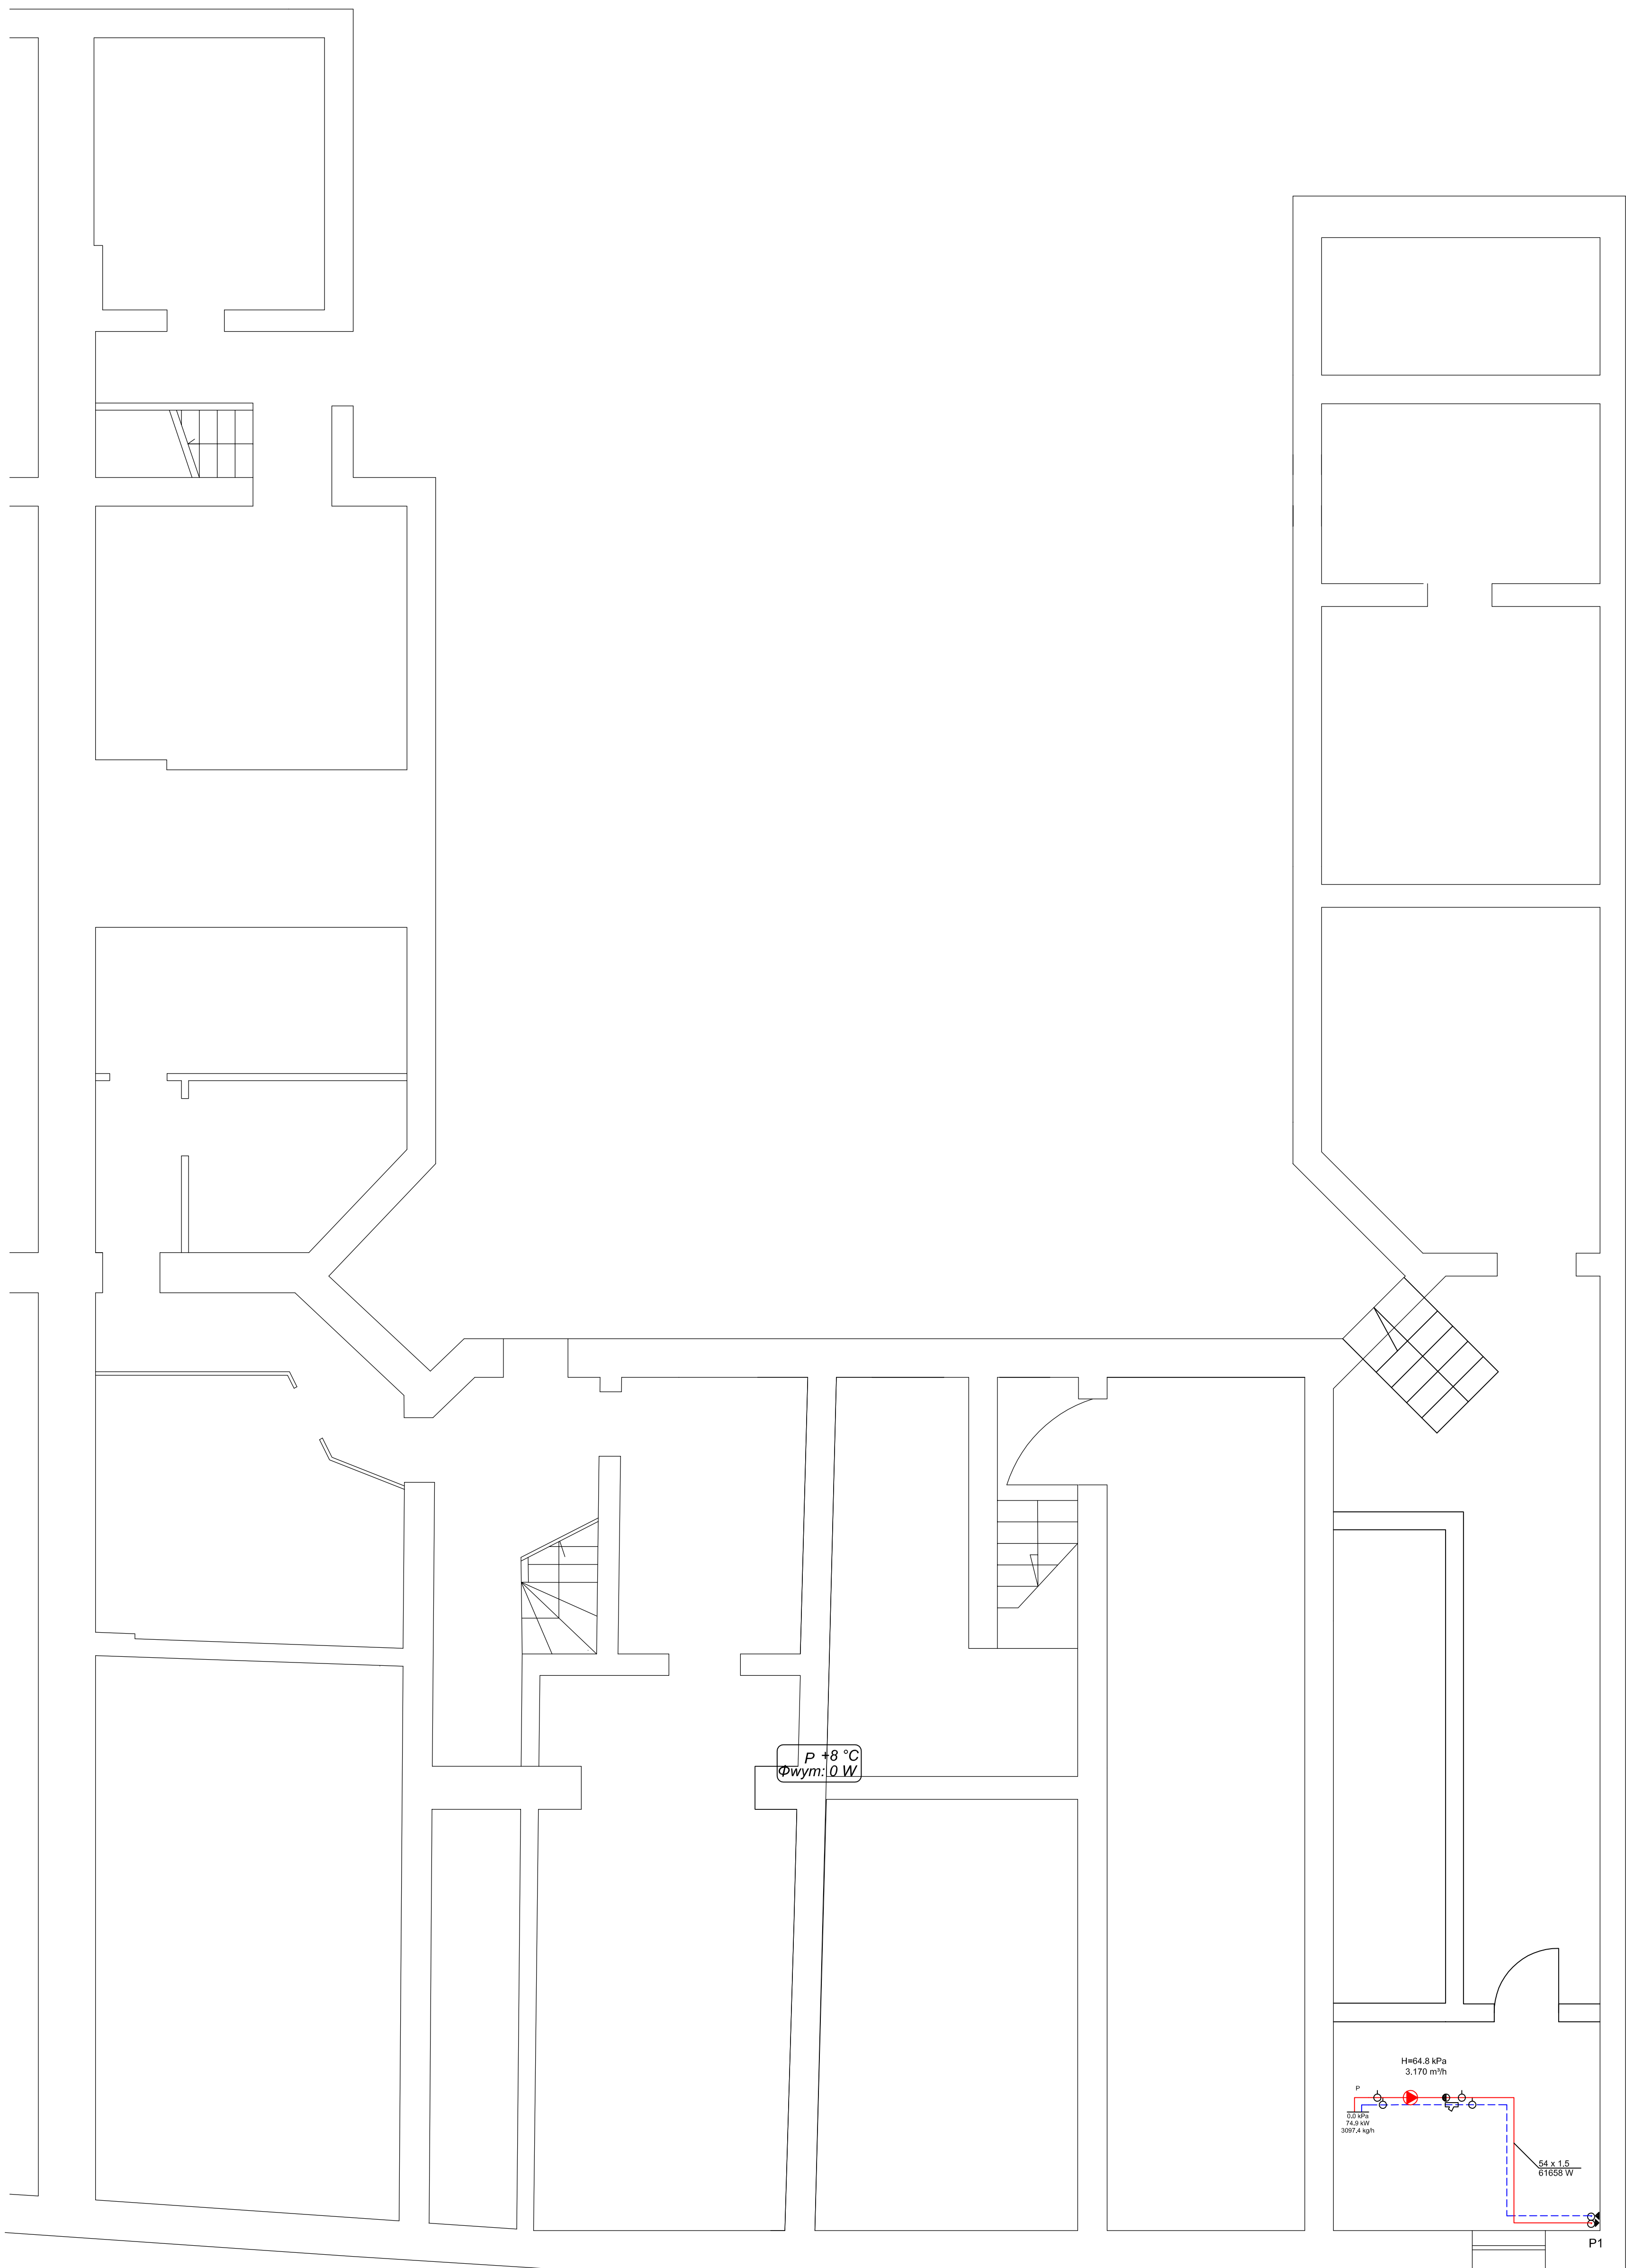 P +8 °C
Φwym: 0 W
H=64.8 kPa
3.170 m³/h
P
0,0 kPa
74,9 kW
3097,4 kg/h
54 x 1.5
61658 W
P1